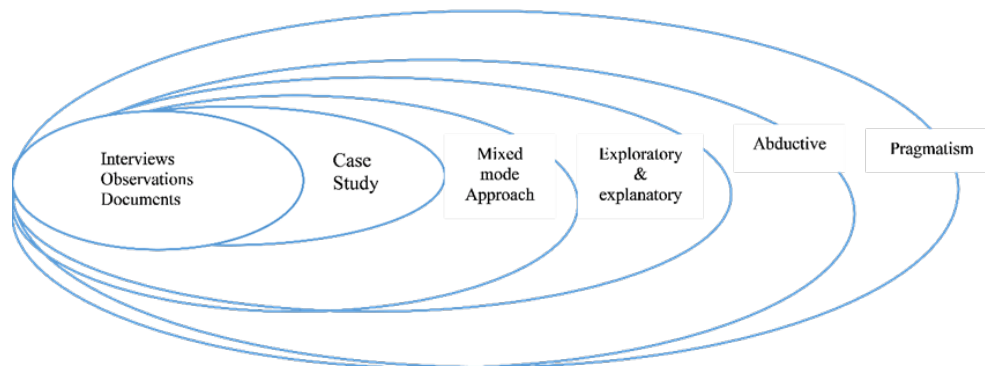 Interviews
Observations
Documents
Case
Study
Mixed
mode
Approach
Exploratory
&
explanatory
Abductive
Pragmatism